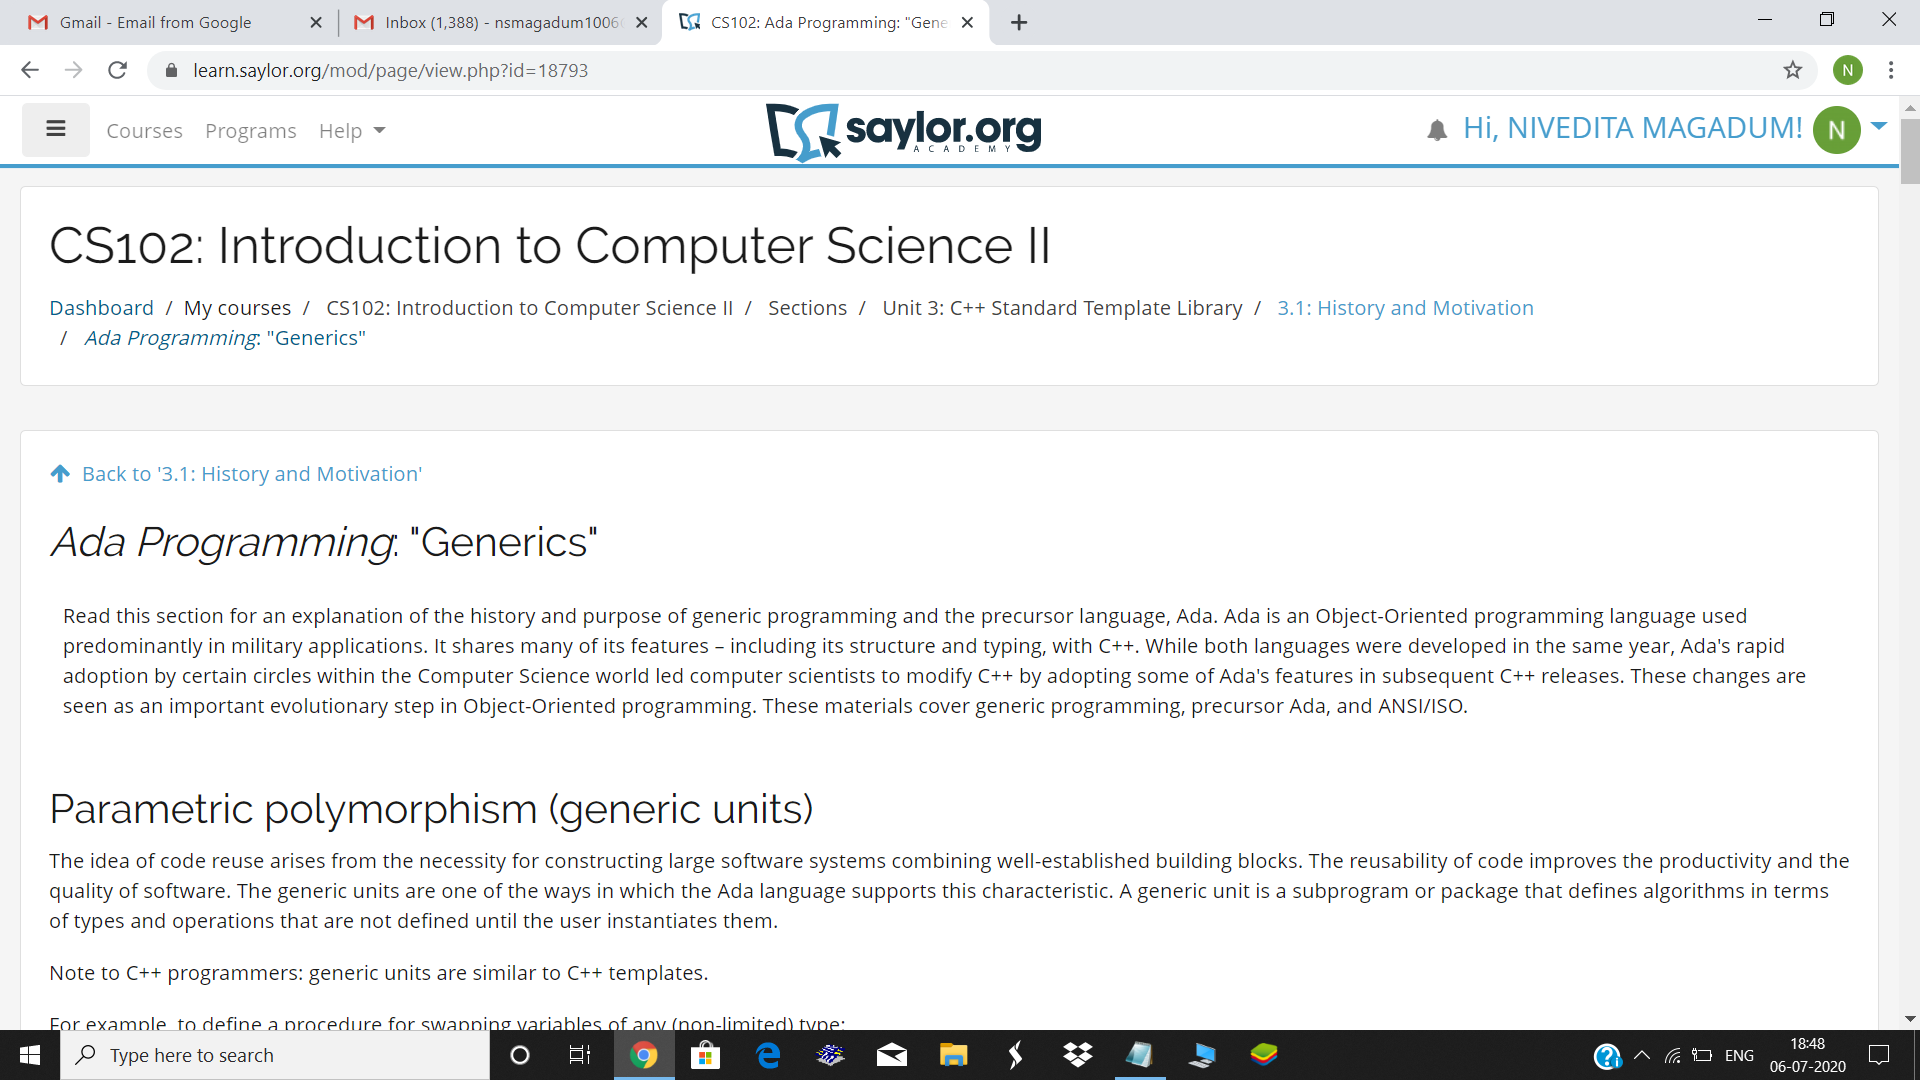 Gmail - Email from Google
Inbox (1,388) - nsmagadum1006
CS102: Ada Programming: "Gene
learn.saylor.org/mod/page/view.php?id=18793
N
Courses Programs Help
saylor.org
ACADEMY
Hi, NIVEDITA MAGADUM!
N
CS102: Introduction to Computer Science II
Dashboard / My courses / CS102: Introduction to Computer Science II / Sections / Unit 3: C++ Standard Template Library / 3.1: History and Motivation
/ Ada Programming: "Generics"
Back to '3.1: History and Motivation'
Ada Programming: "Generics"
Read this section for an explanation of the history and purpose of generic programming and the precursor language, Ada. Ada is an Object-Oriented programming language used
predominantly in military applications. It shares many of its features – including its structure and typing, with C++. While both languages were developed in the same year, Ada's rapid
adoption by certain circles within the Computer Science world led computer scientists to modify C++ by adopting some of Ada's features in subsequent C++ releases. These changes are
seen as an important evolutionary step in Object-Oriented programming. These materials cover generic programming, precursor Ada, and ANSI/ISO.
Parametric polymorphism (generic units)
The idea of code reuse arises from the necessity for constructing large software systems combining well-established building blocks. The reusability of code improves the productivity and the
quality of software. The generic units are one of the ways in which the Ada language supports this characteristic. A generic unit is a subprogram or package that defines algorithms in terms
of types and operations that are not defined until the user instantiates them.
Note to C++ programmers: generic units are similar to C++ templates.
For example, to define a procedure for swapping variables of any (non-limited) type:
Type here to search
ENG
18:48
06-07-2020